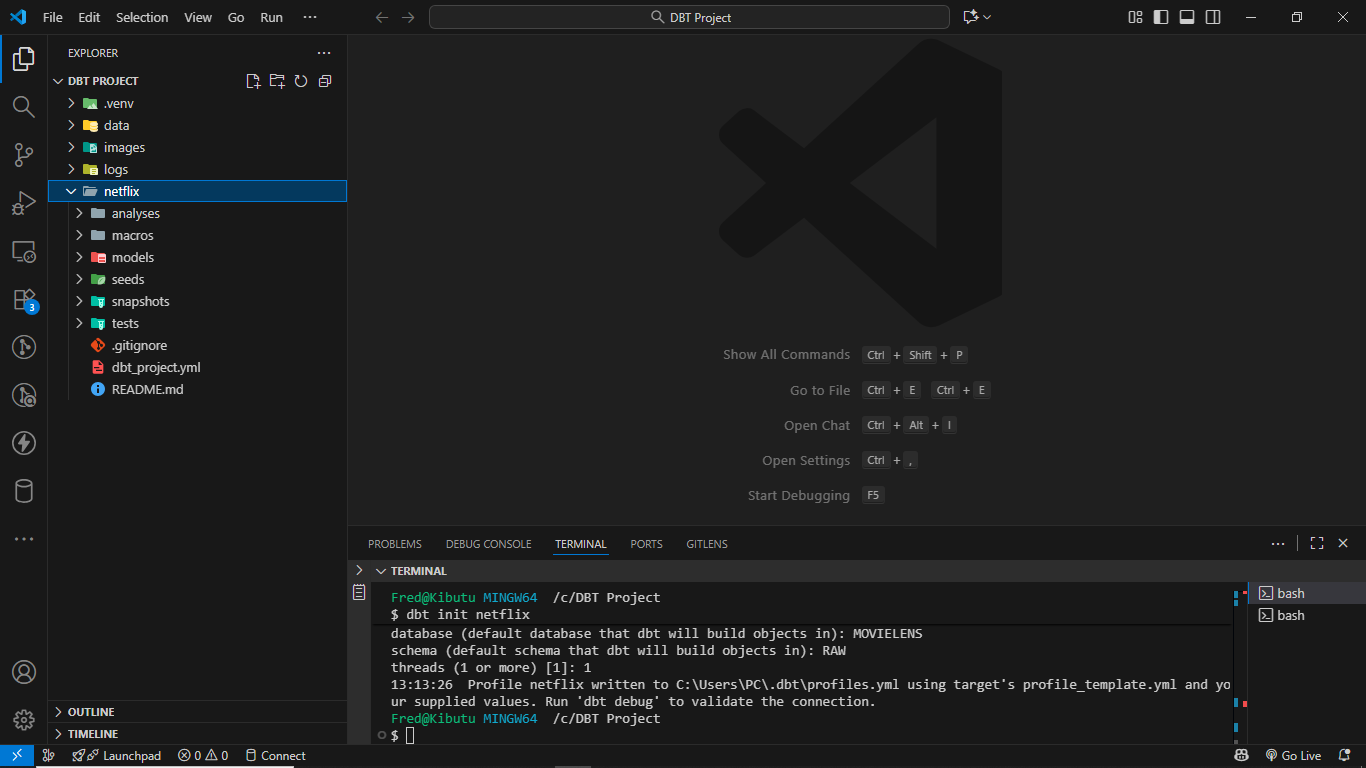 File Edit Selection View Go Run ···
DBT Project
EXPLORER
DBT PROJECT
.venv
data
images
logs
netflix
analyses
macros
models
seeds
snapshots
tests
.gitignore
dbt_project.yml
README.md
OUTLINE
TIMELINE
3
Show All Commands Ctrl + Shift + P
Go to File Ctrl + E Ctrl + E
Open Chat Ctrl + Alt + I
Open Settings Ctrl + ,
Start Debugging F5
PROBLEMS DEBUG CONSOLE TERMINAL PORTS GITLENS
TERMINAL
Fred@Kibutu MINGW64 /c/DBT Project
$ dbt init netflix
database (default database that dbt will build objects in): MOVIELENS
schema (default schema that dbt will build objects in): RAW
threads (1 or more) [1]: 1
13:13:26  Profile netflix written to C:\Users\PC\.dbt\profiles.yml using target's profile_template.yml and yo
ur supplied values. Run 'dbt debug' to validate the connection.
Fred@Kibutu MINGW64 /c/DBT Project
$
bash
bash
Launchpad 0 0 Connect Go Live